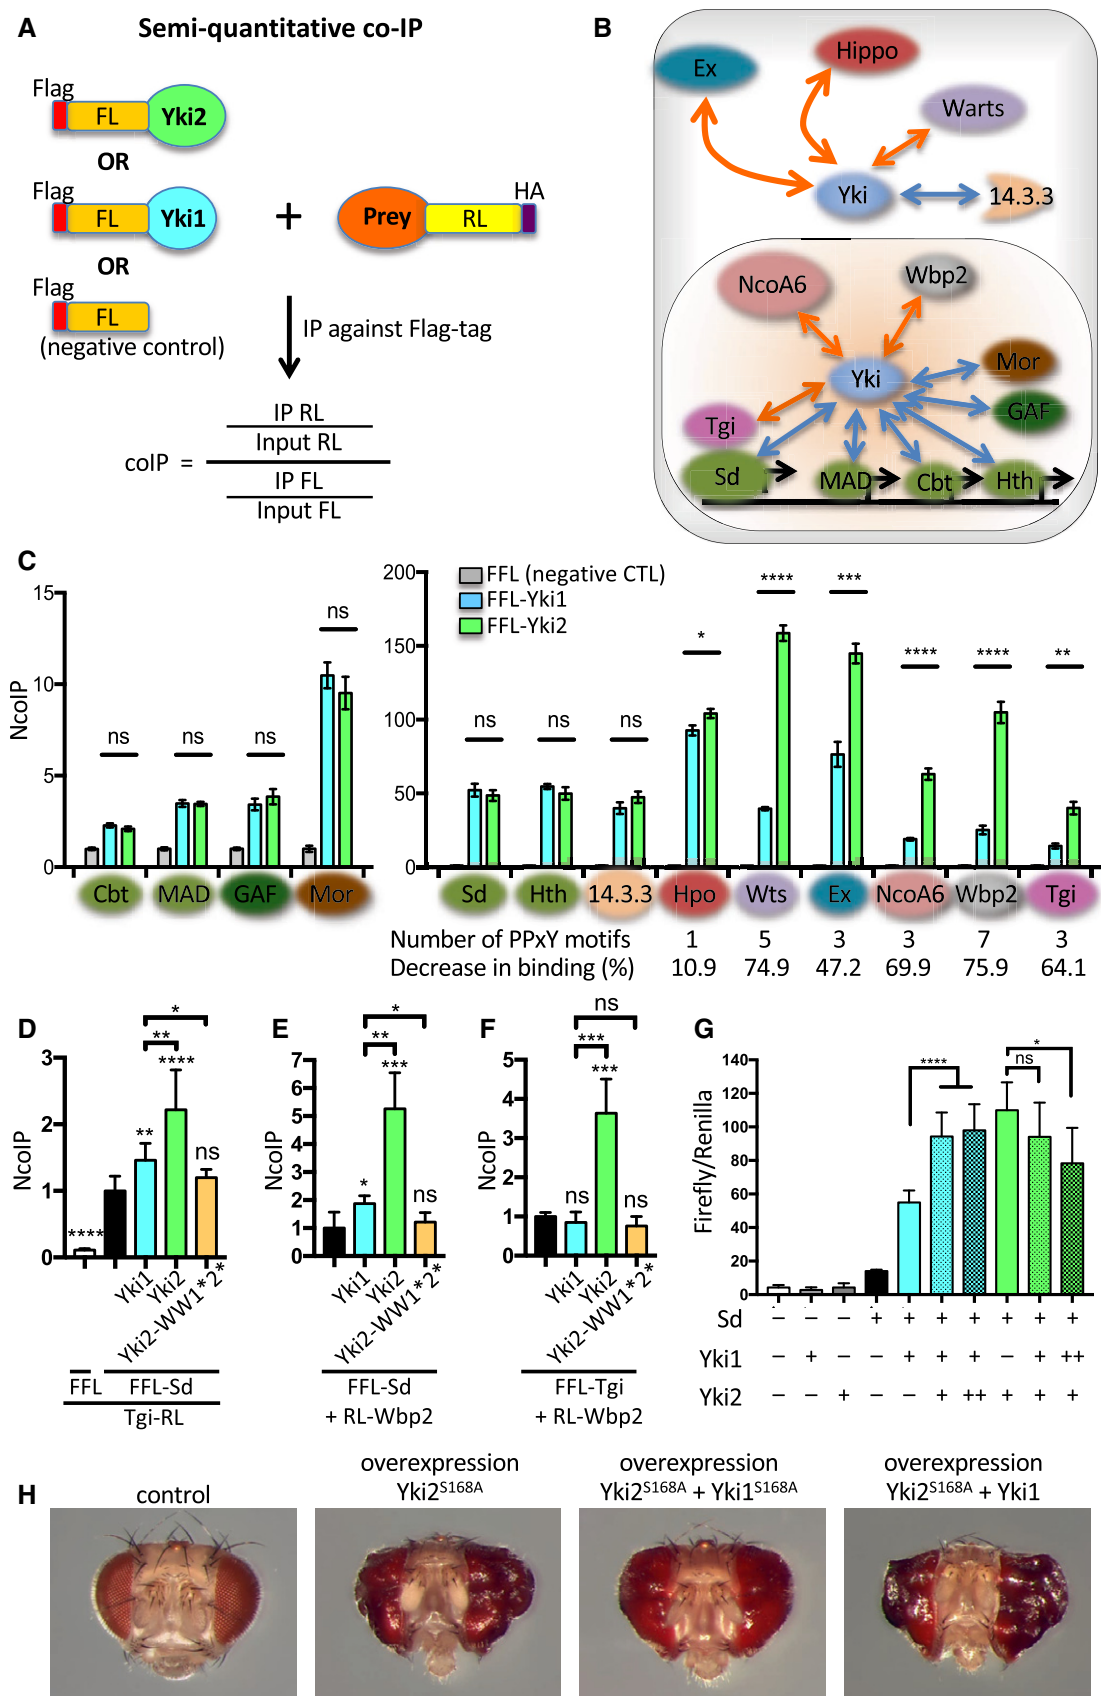 A
Semi-quantitative co-IP
Flag
FL
Yki2
OR
Flag
FL
Yki1
+
Prey
RL
HA
OR
Flag
FL
(negative control)
IP against Flag-tag
coIP =
IP RL
Input RL
IP FL
Input FL
B
Ex
Hippo
Warts
Yki
14.3.3
NcoA6
Wbp2
Yki
Mor
GAF
Tgi
Sd
MAD
Cbt
Hth
C
NcoIP
15
10
5
0
ns
ns
ns
ns
Cbt
MAD
GAF
Mor
200
150
100
50
0
FFL (negative CTL)
FFL-Yki1
FFL-Yki2
ns
ns
ns
*
****
***
****
****
**
Sd
Hth
14.3.3
Hpo
Wts
Ex
NcoA6
Wbp2
Tgi
Number of PPxY motifs 1 5 3 3 7 3
Decrease in binding (%) 10.9 74.9 47.2 69.9 75.9 64.1
D
NcoIP
3
2
1
0
*
**
****
**
ns
****
Yki1
Yki2
Yki2-WW1*2*
FFL
FFL-Sd
Tgi-RL
E
NcoIP
7
6
5
4
3
2
1
0
*
**
***
*
ns
Yki1
Yki2
Yki2-WW1*2*
FFL-Sd
+ RL-Wbp2
F
NcoIP
5
4
3
2
1
0
ns
***
***
ns
ns
Yki1
Yki2
Yki2-WW1*2*
FFL-Tgi
+ RL-Wbp2
G
Firefly/Renilla
140
120
100
80
60
40
20
0
****
ns
*
Sd − − − + + + + + + +
Yki1 − + − − + + + − + ++
Yki2 − − + − − + ++ + + +
H
control
overexpression
Yki2S168A
overexpression
Yki2S168A + Yki1S168A
overexpression
Yki2S168A + Yki1